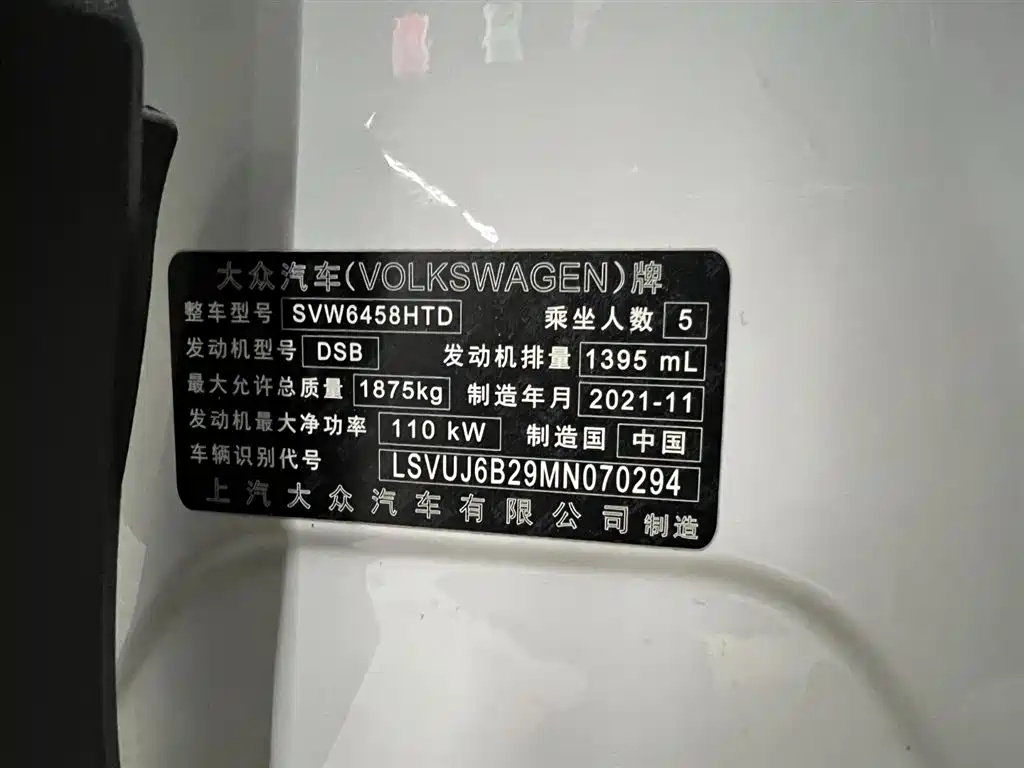 大众汽车(VOLKSWAGEN)牌
整车型号 SVW6458HTD 乘坐人数 5
发动机型号 DSB 发动机排量 1395 mL
最大允许总质量 1875kg 制造年月 2021-11
发动机最大净功率 110 kW 制造国 中国
车辆识别代号 LSVUJ6B29MN070294
上汽大众汽车有限公司 制造